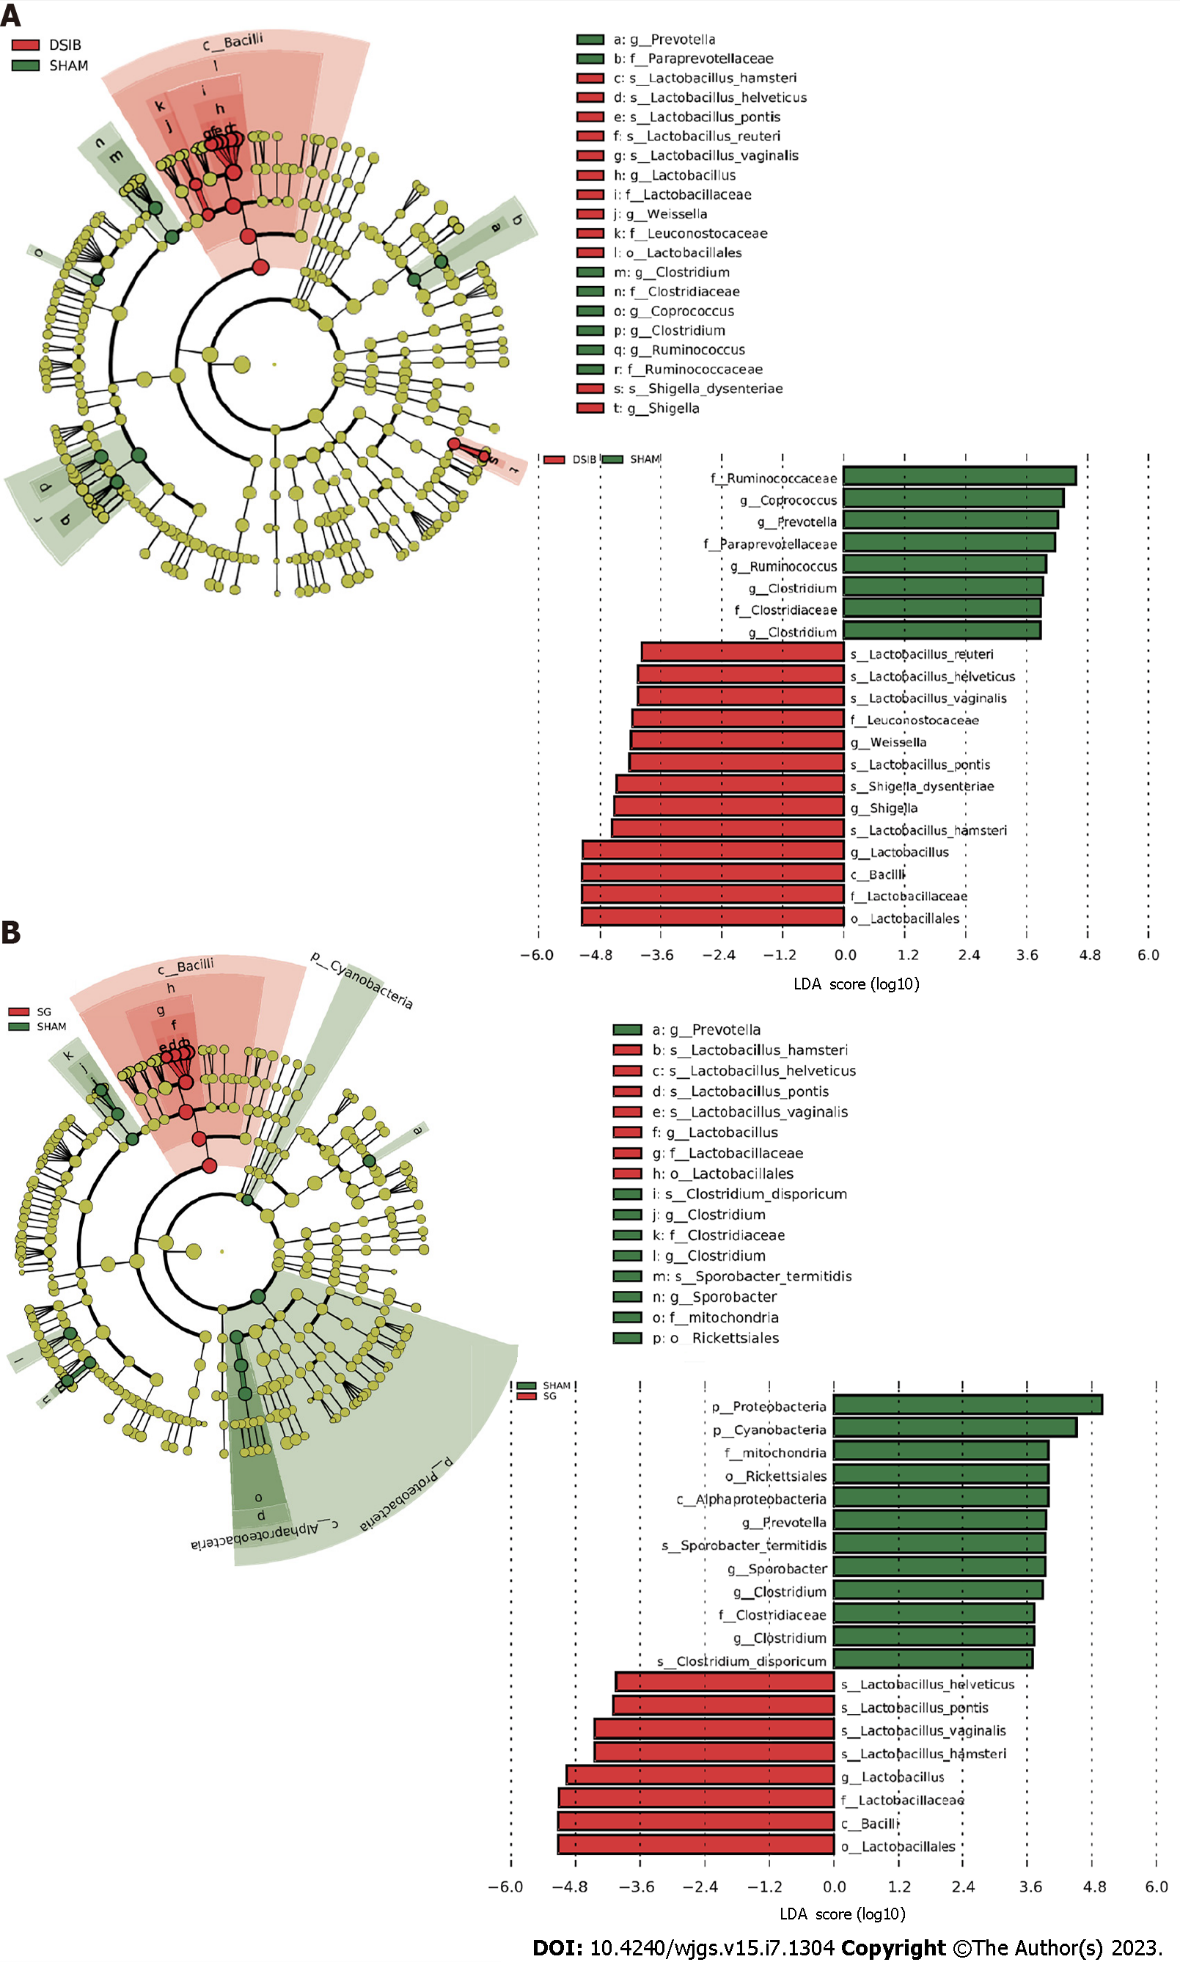 A
DSIB
SHAM
c__Bacilli
l
i
k
h
j
g f e d c
n
m
o
b
a
p
q
r
s
t
a: g__Prevotella
b: f__Paraprevotellaceae
c: s__Lactobacillus_hamsteri
d: s__Lactobacillus_helveticus
e: s__Lactobacillus_pontis
f: s__Lactobacillus_reuteri
g: s__Lactobacillus_vaginalis
h: g__Lactobacillus
i: f__Lactobacillaceae
j: g__Weissella
k: f__Leuconostocaceae
l: o__Lactobacillales
m: g__Clostridium
n: f__Clostridiaceae
o: g__Coprococcus
p: g__Clostridium
q: g__Ruminococcus
r: f__Ruminococcaceae
s: s__Shigella_dysenteriae
t: g__Shigella
DSIB SHAM
f__Ruminococcaceae
g__Coprococcus
g__Prevotella
f__Paraprevotellaceae
g__Ruminococcus
g__Clostridium
f__Clostridiaceae
g__Clostridium
s__Lactobacillus_reuteri
s__Lactobacillus_helveticus
s__Lactobacillus_vaginalis
f__Leuconostocaceae
g__Weissella
s__Lactobacillus_pontis
s__Shigella_dysenteriae
g__Shigella
s__Lactobacillus_hamsteri
g__Lactobacillus
c__Bacilli
f__Lactobacillaceae
o__Lactobacillales
−6.0 −4.8 −3.6 −2.4 −1.2 0.0 1.2 2.4 3.6 4.8 6.0
LDA score (log10)
B
SG
SHAM
c__Bacilli
p__Cyanobacteria
h
g
f
e d c b
k
j
i
a
l
n
o
p
c__Alphaproteobacteria
p__Proteobacteria
a: g__Prevotella
b: s__Lactobacillus_hamsteri
c: s__Lactobacillus_helveticus
d: s__Lactobacillus_pontis
e: s__Lactobacillus_vaginalis
f: g__Lactobacillus
g: f__Lactobacillaceae
h: o__Lactobacillales
i: s__Clostridium_disporicum
j: g__Clostridium
k: f__Clostridiaceae
l: g__Clostridium
m: s__Sporobacter_termitidis
n: g__Sporobacter
o: f__mitochondria
p: o__Rickettsiales
SHAM
SG
p__Proteobacteria
p__Cyanobacteria
f__mitochondria
o__Rickettsiales
c__Alphaproteobacteria
g__Prevotella
s__Sporobacter_termitidis
g__Sporobacter
g__Clostridium
f__Clostridiaceae
g__Clostridium
s__Clostridium_disporicum
s__Lactobacillus_helveticus
s__Lactobacillus_pontis
s__Lactobacillus_vaginalis
s__Lactobacillus_hamsteri
g__Lactobacillus
f__Lactobacillaceae
c__Bacilli
o__Lactobacillales
−6.0 −4.8 −3.6 −2.4 −1.2 0.0 1.2 2.4 3.6 4.8 6.0
LDA score (log10)
DOI: 10.4240/wjgs.v15.i7.1304 Copyright ©The Author(s) 2023.